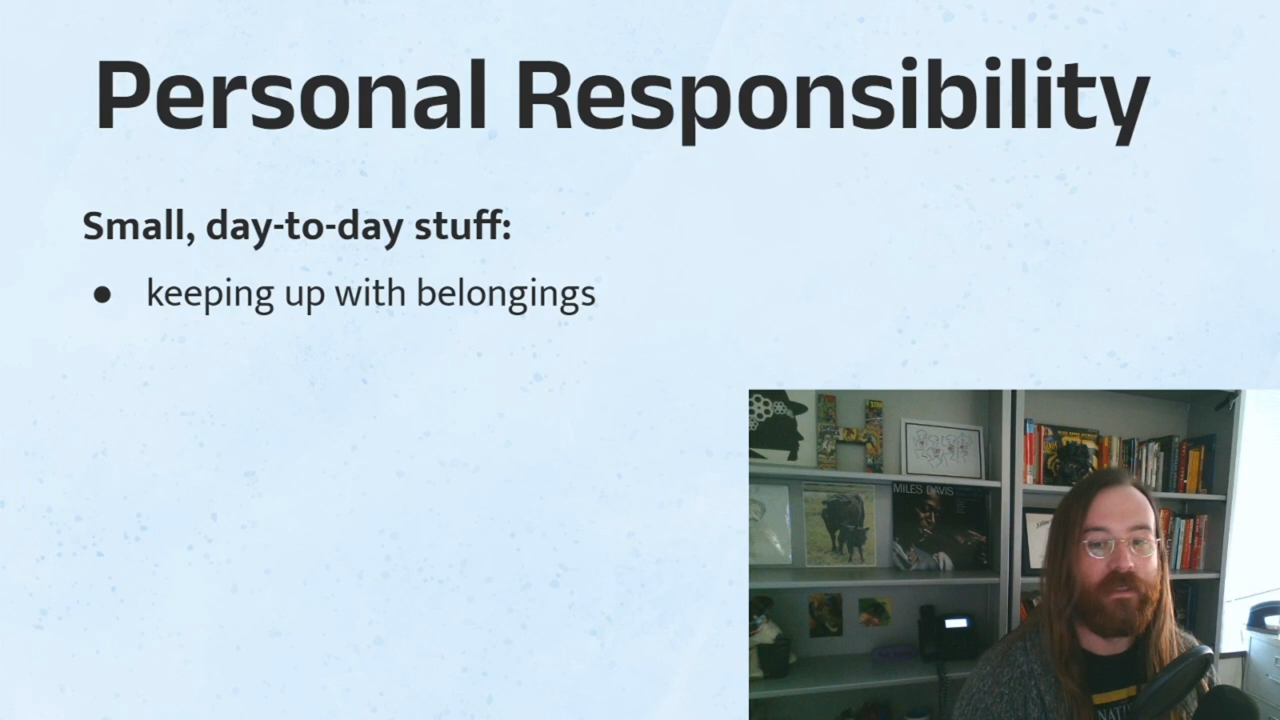 Personal Responsibility
Small, day-to-day stuff:
● keeping up with belongings
MILES DAVIS